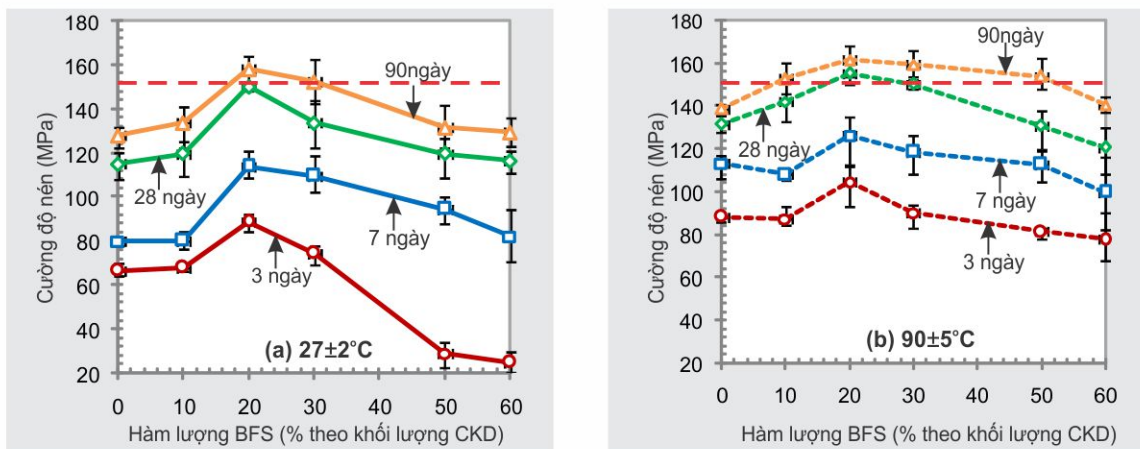 180
160
140
120
100
80
60
40
20
0 10 20 30 40 50 60
Cường độ nén (MPa)
Hàm lượng BFS (% theo khối lượng CKD)
90ngày
28 ngày
7 ngày
3 ngày
(a) 27±2°C
180
160
140
120
100
80
60
40
20
0 10 20 30 40 50 60
Cường độ nén (MPa)
Hàm lượng BFS (% theo khối lượng CKD)
90ngày
28 ngày
7 ngày
3 ngày
(b) 90±5°C